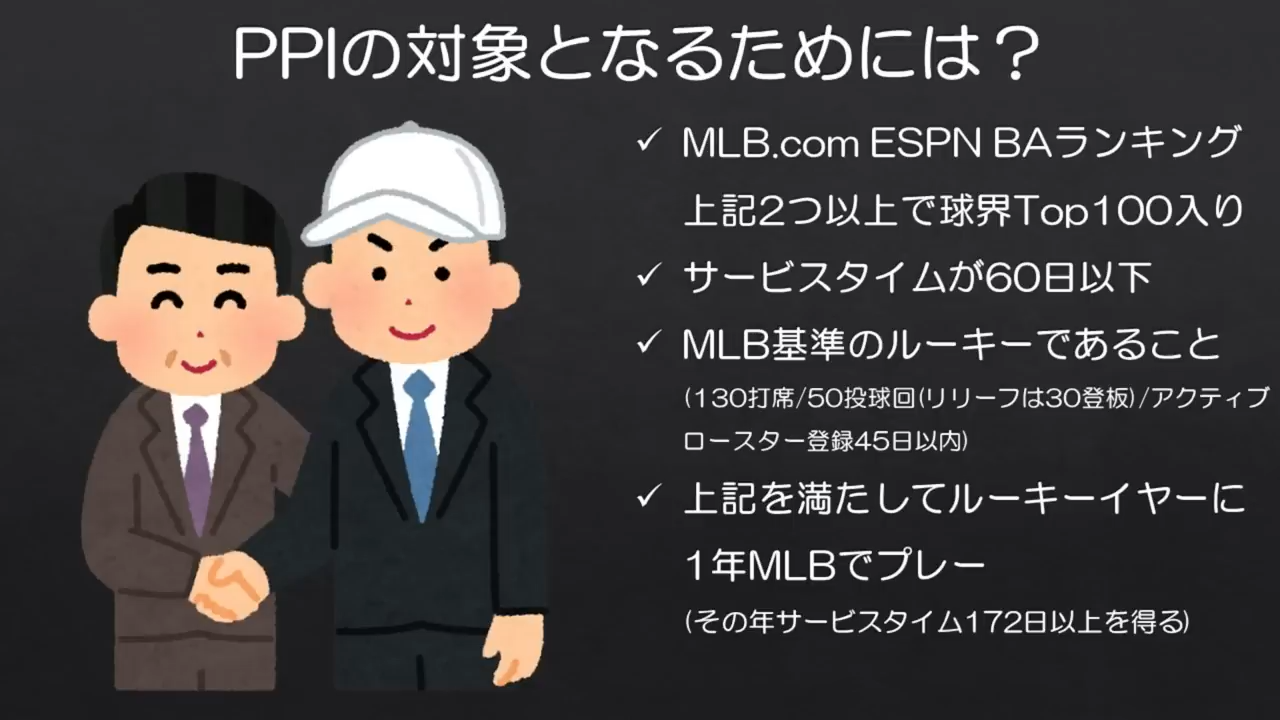 PPIの対象となるためには？
✓ MLB.com ESPN BAランキング
上記2つ以上で球界Top100入り
✓ サービスタイムが60日以下
✓ MLB基準のルーキーであること
(130打席/50投球回(リリーフは30登板)/アクティブ
ロースター登録45日以内)
✓ 上記を満たしてルーキーイヤーに
1年MLBでプレー
(その年サービスタイム172日以上を得る)